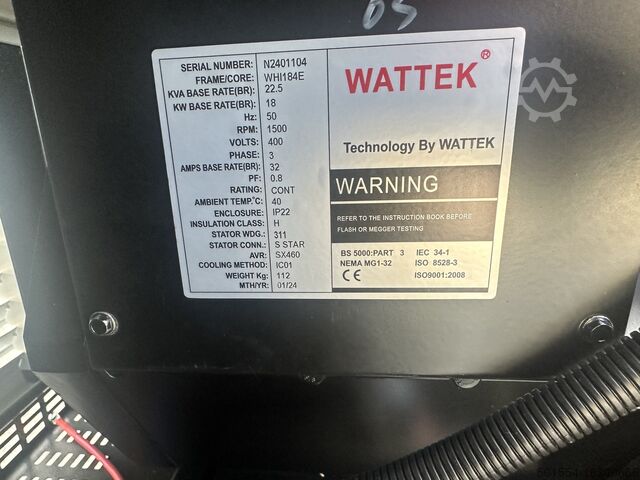 05
SERIAL NUMBER: N2401104
FRAME/CORE: WHI184E
KVA BASE RATE(BR): 22.5
KW BASE RATE(BR): 18
Hz: 50
RPM: 1500
VOLTS: 400
PHASE: 3
AMPS BASE RATE(BR): 32
PF: 0.8
RATING: CONT
AMBIENT TEMP.°C: 40
ENCLOSURE: IP22
INSULATION CLASS: H
STATOR WDG.: 311
STATOR CONN.: S STAR
AVR: SX460
COOLING METHOD: IC01
WEIGHT Kg: 112
MTH/YR: 01/24
WATTEK®
Technology By WATTEK
WARNING
REFER TO THE INSTRUCTION BOOK BEFORE
FLASH OR MEGGER TESTING
BS 5000:PART 3 IEC 34-1
NEMA MG1-32 ISO 8528-3
CE ISO9001:2008